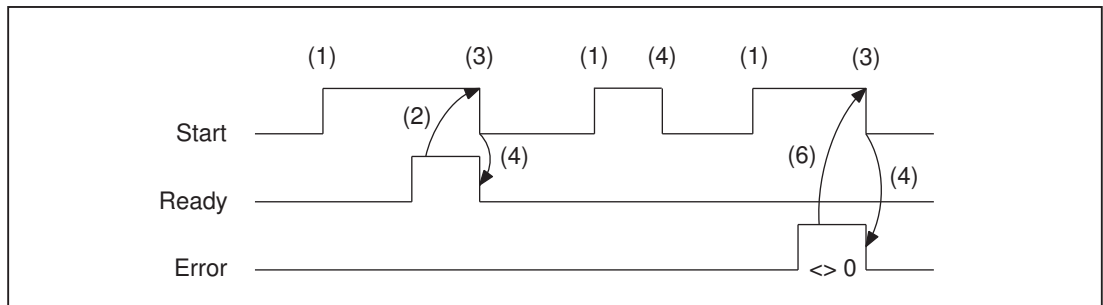 (1) (3) (1) (4) (1) (3)
Start
(2)
(4)
(6)
(4)
Ready
Error
<> 0